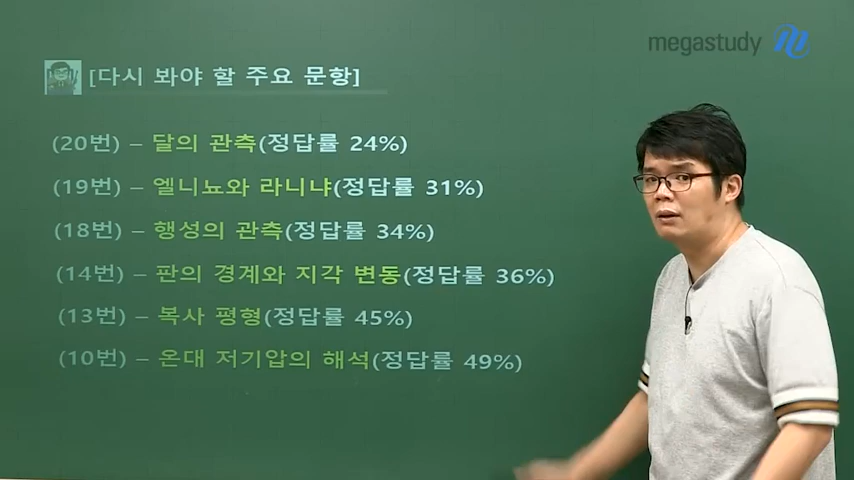 megastudy
[다시 봐야 할 주요 문항]
(20번) – 달의 관측(정답률 24%)
(19번) – 엘니뇨와 라니냐(정답률 31%)
(18번) – 행성의 관측(정답률 34%)
(14번) – 판의 경계와 지각 변동(정답률 36%)
(13번) – 복사 평형(정답률 45%)
(10번) – 온대 저기압의 해석(정답률 49%)